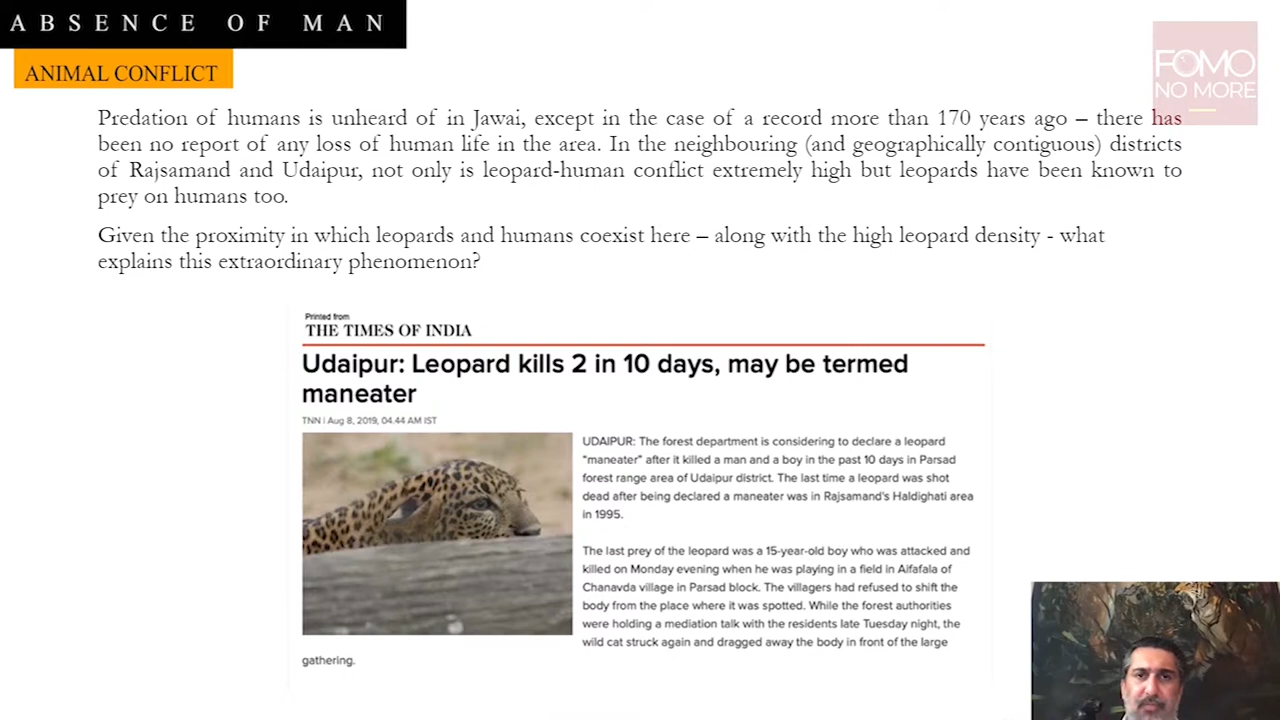 ABSENCE OF MAN
ANIMAL CONFLICT
FOMO
NO MORE
Predation of humans is unheard of in Jawai, except in the case of a record more than 170 years ago – there has
been no report of any loss of human life in the area. In the neighbouring (and geographically contiguous) districts
of Rajsamand and Udaipur, not only is leopard-human conflict extremely high but leopards have been known to
prey on humans too.
Given the proximity in which leopards and humans coexist here – along with the high leopard density - what
explains this extraordinary phenomenon?
Printed from
THE TIMES OF INDIA
Udaipur: Leopard kills 2 in 10 days, may be termed
maneater
TNN | Aug 8, 2019, 04.44 AM IST
UDAIPUR: The forest department is considering to declare a leopard
"maneater" after it killed a man and a boy in the past 10 days in Parsad
forest range area of Udaipur district. The last time a leopard was shot
dead after being declared a maneater was in Rajsamand's Haldighati area
in 1995.
The last prey of the leopard was a 15-year-old boy who was attacked and
killed on Monday evening when he was playing in a field in Aifafala of
Chanavda village in Parsad block. The villagers had refused to shift the
body from the place where it was spotted. While the forest authorities
were holding a mediation talk with the residents late Tuesday night, the
wild cat struck again and dragged away the body in front of the large
gathering.